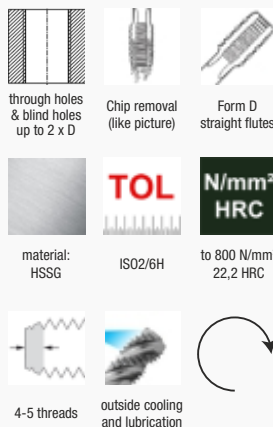 through holes
& blind holes
up to 2 x D
Chip removal
(like picture)
Form D
straight flutes
TOL
N/mm²
HRC
material:
HSSG
ISO2/6H
to 800 N/mm²
22,2 HRC
4-5 threads
outside cooling
and lubrication